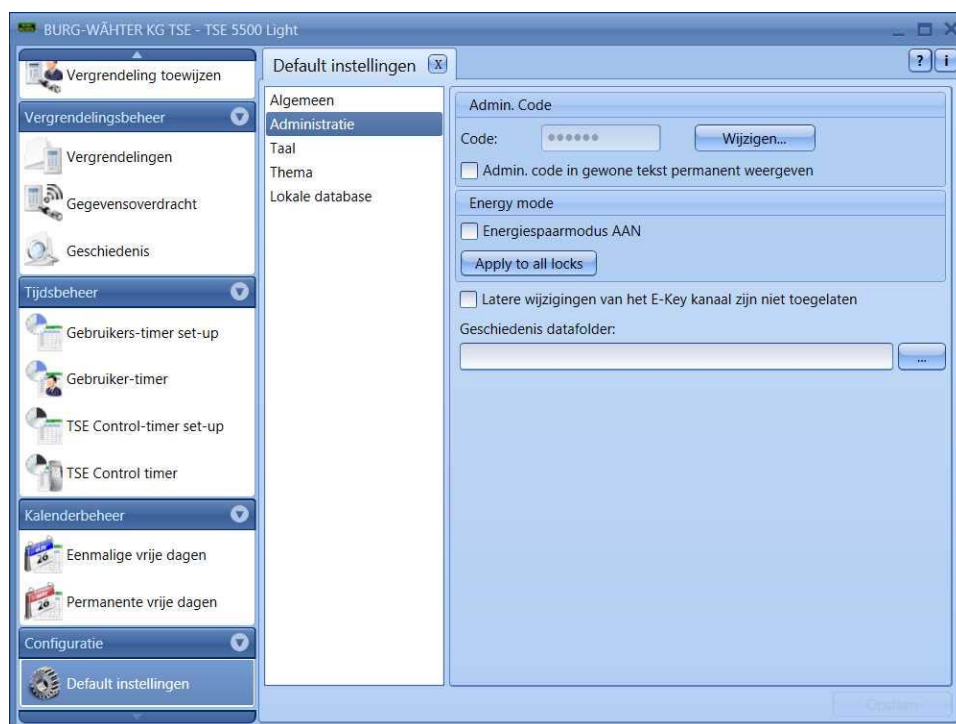 BURG-WÄHTER KG TSE - TSE 5500 Light
Vergrendeling toewijzen
Vergrendelingsbeheer
Vergrendelingen
Gegevensoverdracht
Geschiedenis
Tijdsbeheer
Gebruikers-timer set-up
Gebruiker-timer
TSE Control-timer set-up
TSE Control timer
Kalenderbeheer
Eenmalige vrije dagen
Permanente vrije dagen
Configuratie
Default instellingen
Default instellingen X
? i
Algemeen
Administratie
Taal
Thema
Lokale database
Admin. Code
Code: ●●●●●● Wijzigen...
Admin. code in gewone tekst permanent weergeven
Energy mode
Energiespaarmodus AAN
Apply to all locks
Latere wijzigingen van het E-Key kanaal zijn niet toegelaten
Geschiedenis datafolder:
...